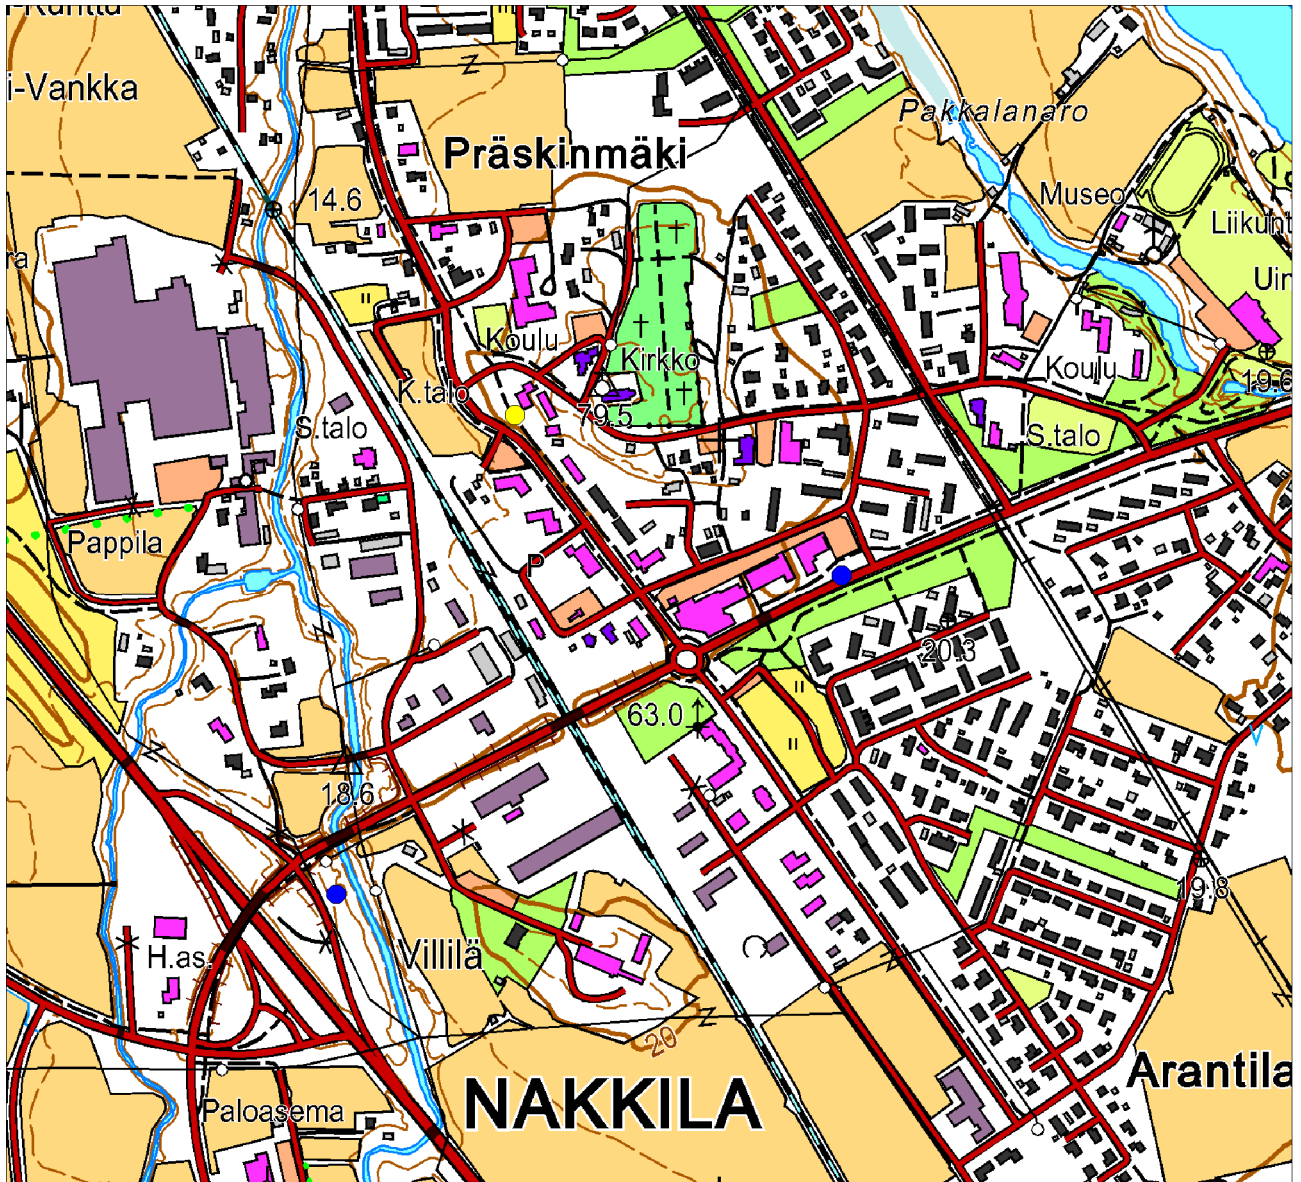 i-Vankka
Pakkalanaro
Präskinmäki
14.6
Museo
Liikunt
ra
Uin
Koulu
Kirkko
Koulu
19.6
K.talo
79.5
S.talo
S.talo
Pappila
P
20.3
63.0
18.6
19.8
H.as.
Villilä
20
Arantila
NAKKILA
Paloasema